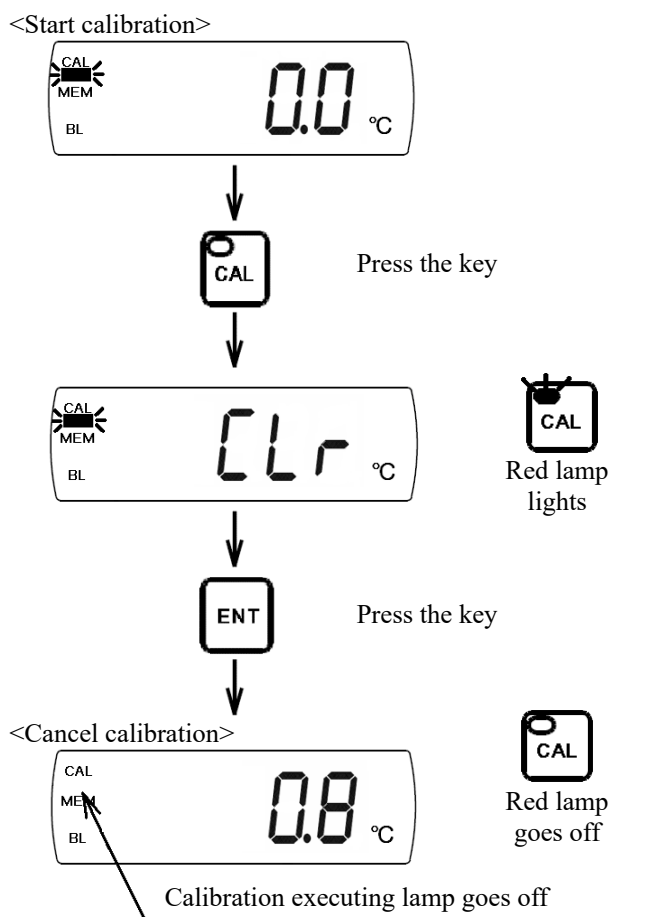 <Start calibration>
CAL
MEM
BL
0.0 °C
CAL
Press the key
CAL
MEM
BL
CLr °C
CAL
Red lamp
lights
ENT
Press the key
<Cancel calibration>
CAL
MEM
BL
0.8 °C
CAL
Red lamp
goes off
Calibration executing lamp goes off